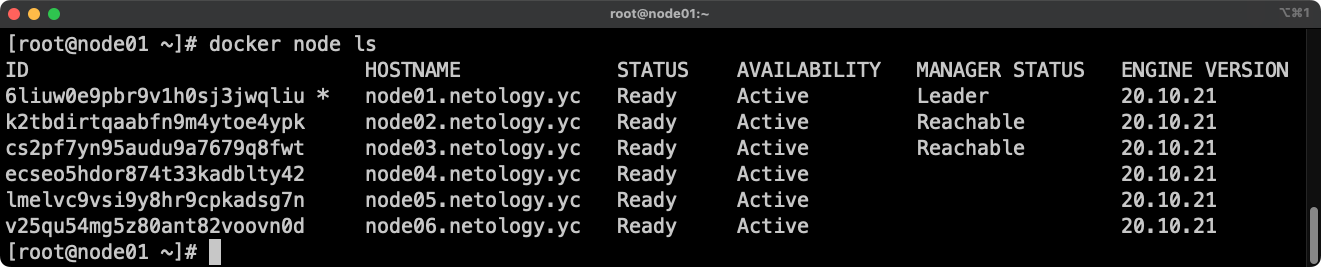 root@node01:~
⌥⌘1
[root@node01 ~]# docker node ls
ID                            HOSTNAME             STATUS    AVAILABILITY   MANAGER STATUS   ENGINE VERSION
6liuw0e9pbr9v1h0sj3jwqliu *   node01.netology.yc   Ready     Active         Leader           20.10.21
k2tbdirtqaabfn9m4ytoe4ypk     node02.netology.yc   Ready     Active         Reachable        20.10.21
cs2pf7yn95audu9a7679q8fwt     node03.netology.yc   Ready     Active         Reachable        20.10.21
ecseo5hdor874t33kadblty42     node04.netology.yc   Ready     Active                          20.10.21
lmelvc9vsi9y8hr9cpkadsg7n     node05.netology.yc   Ready     Active                          20.10.21
v25qu54mg5z80ant82voovn0d     node06.netology.yc   Ready     Active                          20.10.21
[root@node01 ~]#